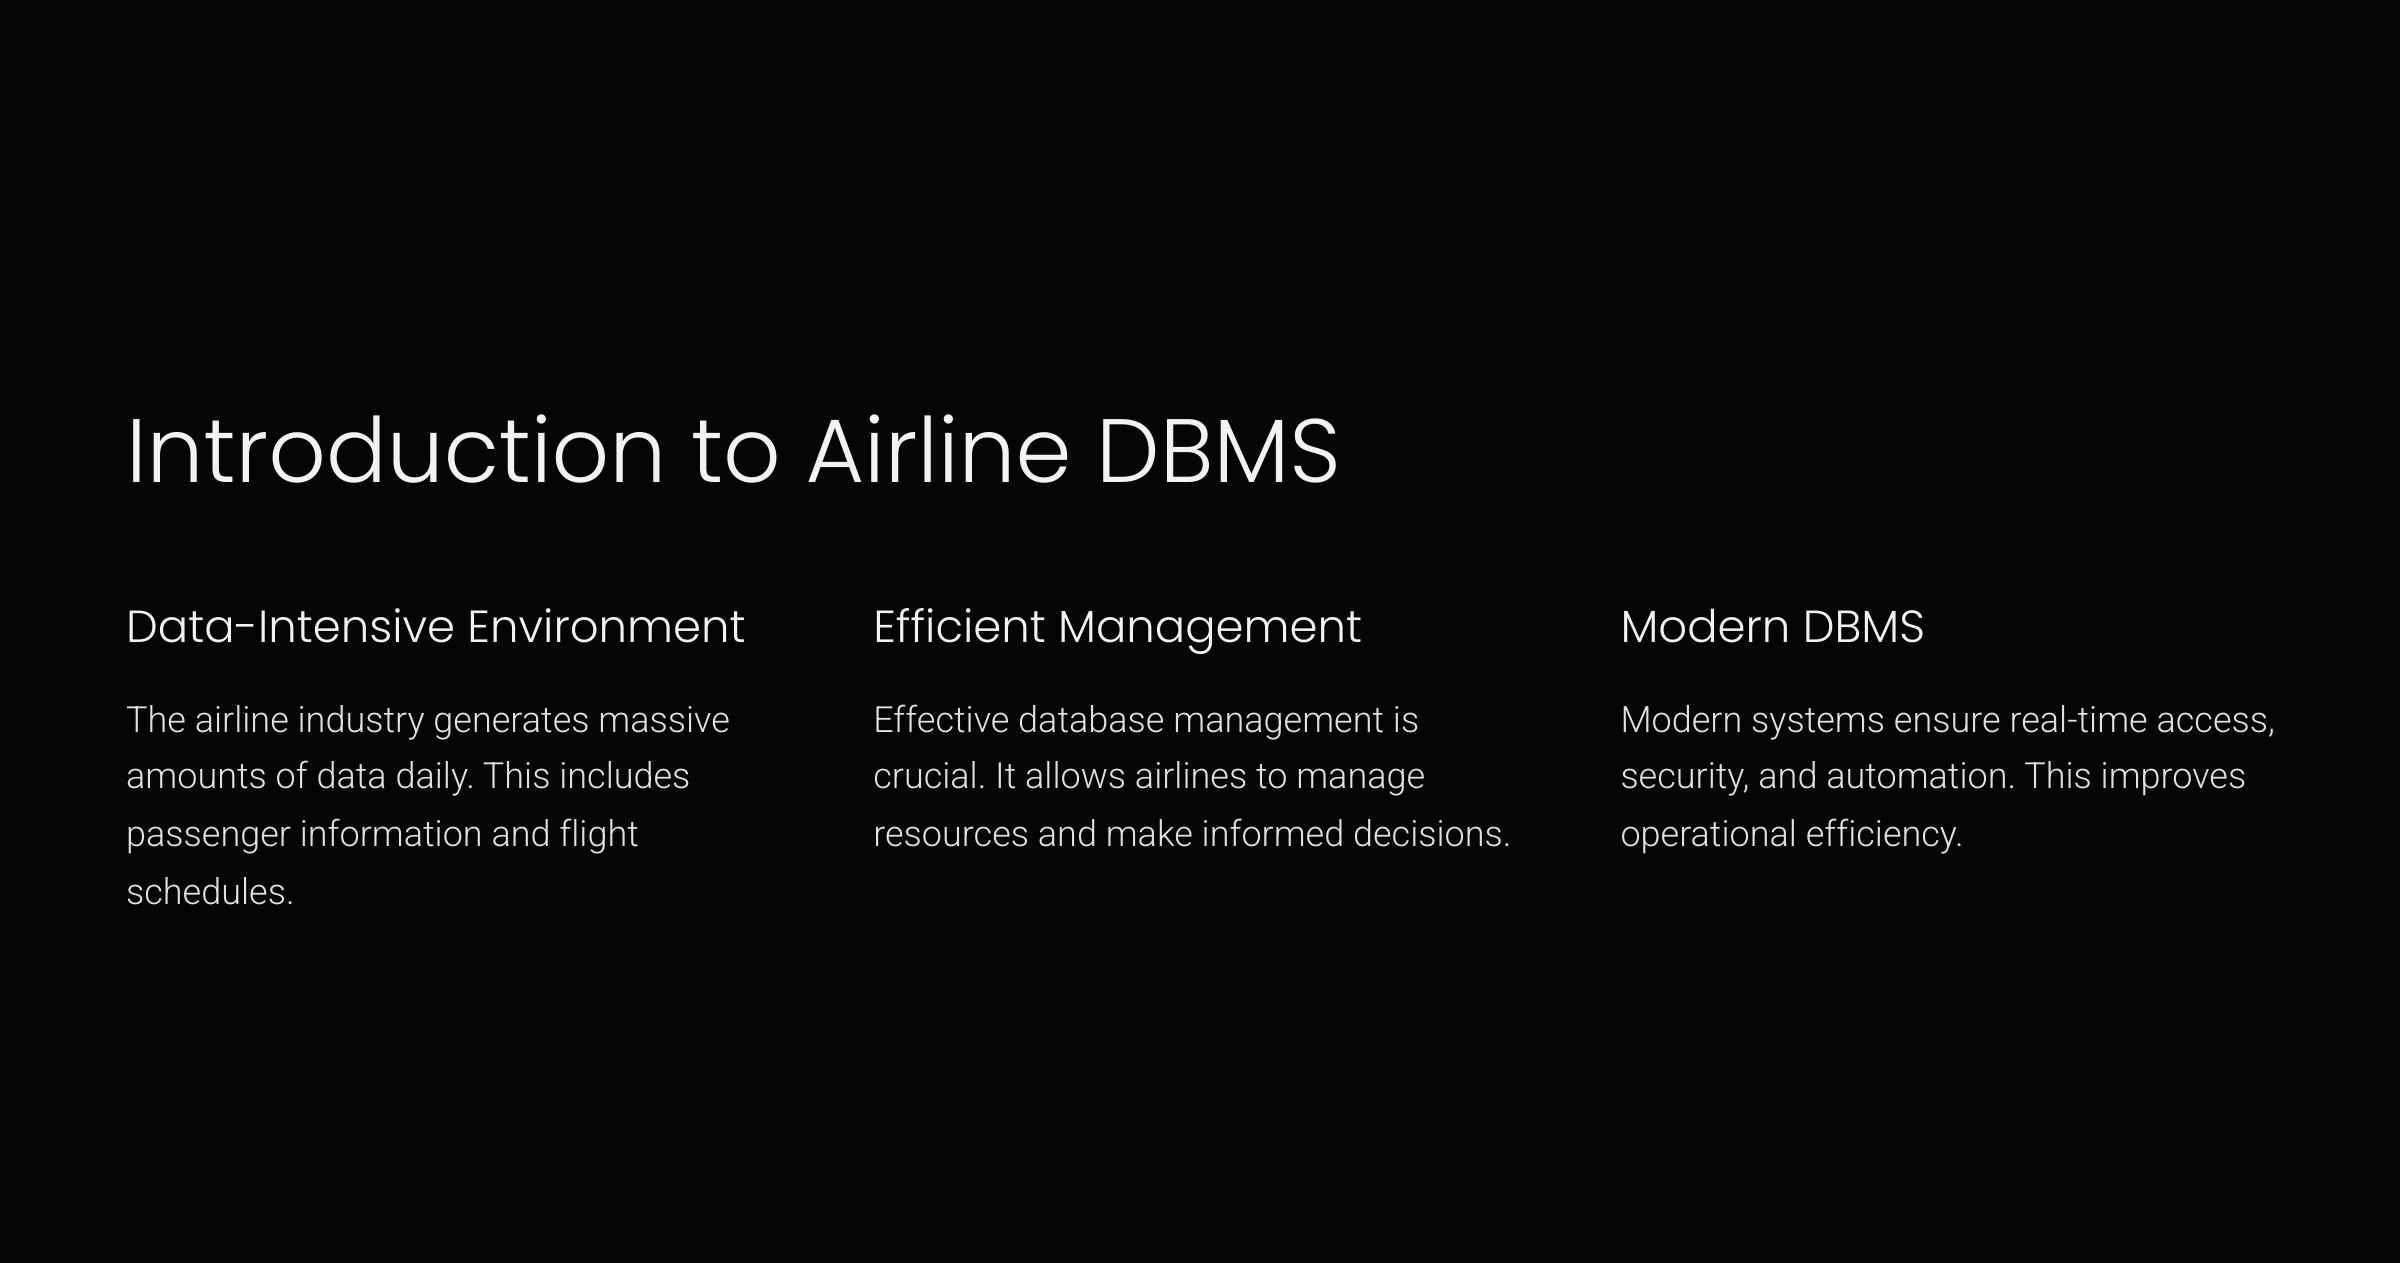 Introduction to Airline DBMS
Data-Intensive Environment
The airline industry generates massive
amounts of data daily. This includes
passenger information and flight
schedules.
Efficient Management
Effective database management is
crucial. It allows airlines to manage
resources and make informed decisions.
Modern DBMS
Modern systems ensure real-time access,
security, and automation. This improves
operational efficiency.